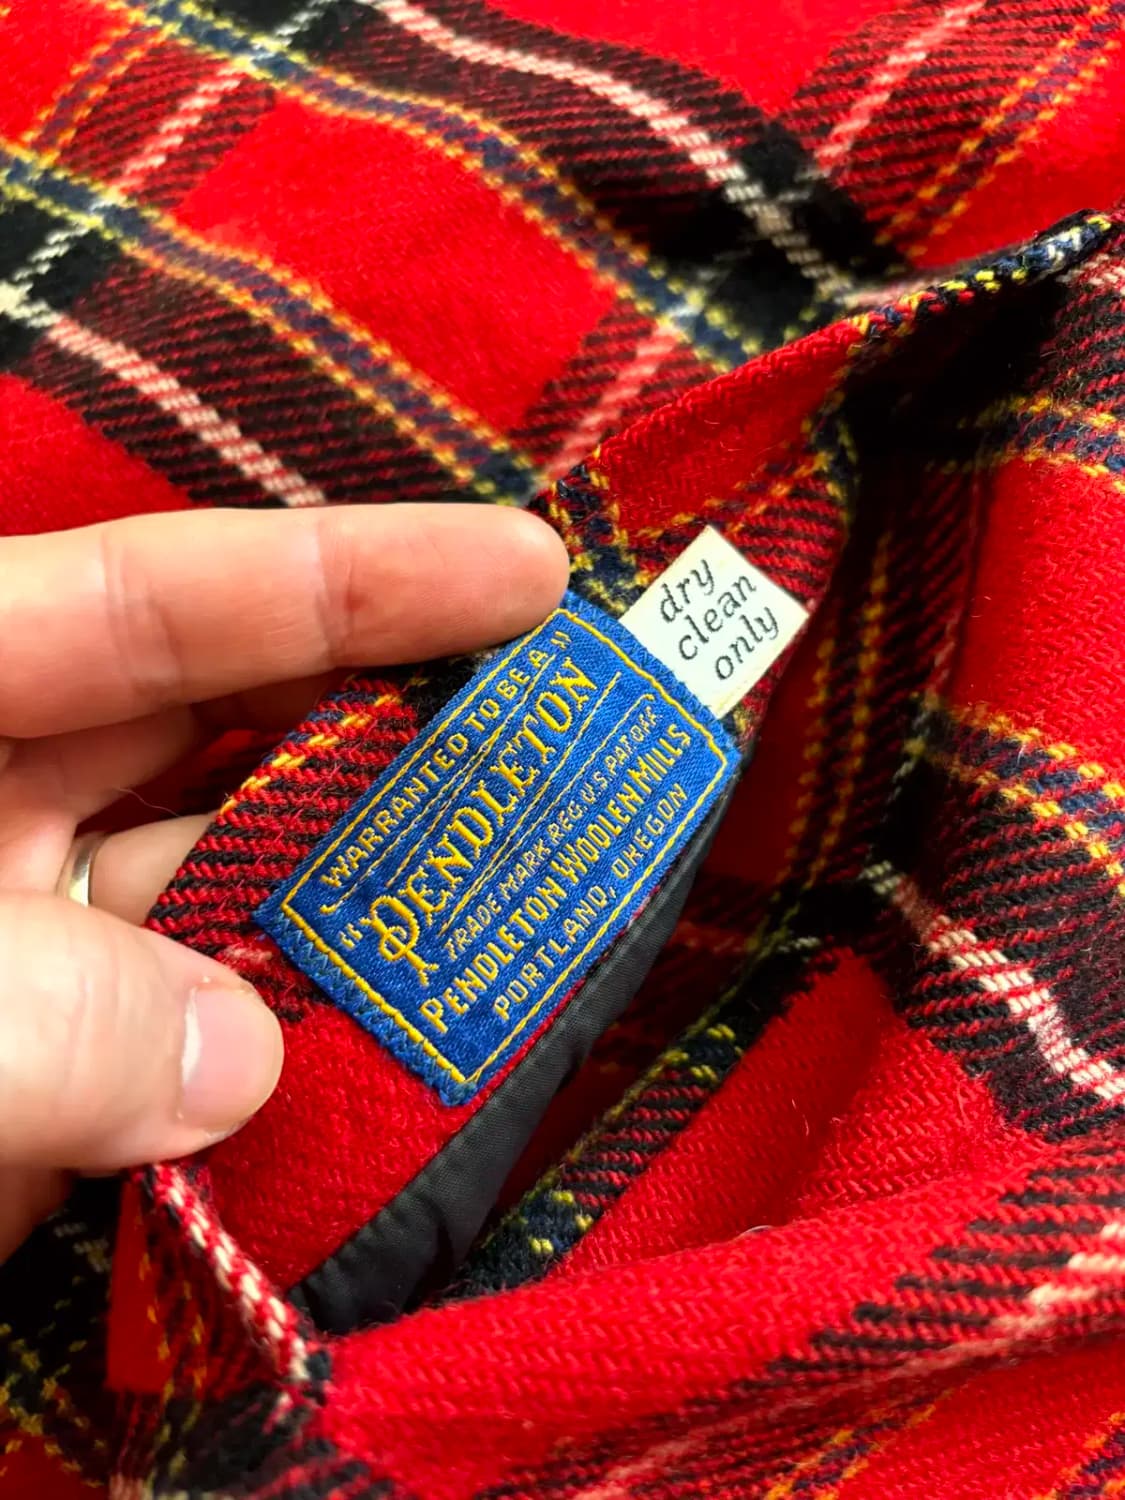 WARRANTED TO BE A"
"PENDLETON
TRADE MARK REG. U.S. PAT. OFF.
PENDLETON WOOLEN MILLS
PORTLAND, OREGON
dry
clean
only